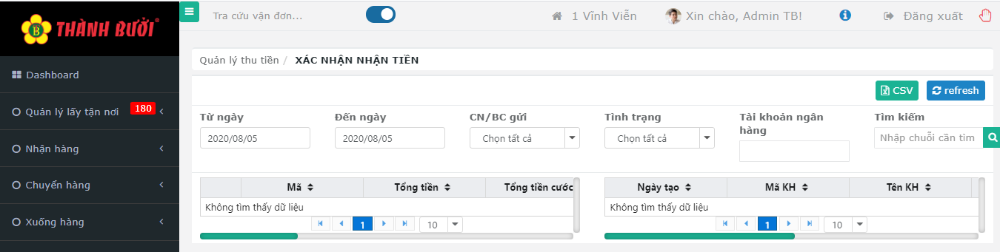 B THÀNH BƯỞI®
Tra cứu vận đơn...
1 Vĩnh Viễn
Xin chào, Admin TB!
Đăng xuất
Dashboard
Quản lý lấy tận nơi 180
Nhận hàng
Chuyển hàng
Xuống hàng
Quản lý thu tiền / XÁC NHẬN NHẬN TIỀN
CSV refresh
Từ ngày Đến ngày CN/BC gửi Tình trạng Tài khoản ngân hàng Tìm kiếm
2020/08/05 2020/08/05 Chọn tất cả Chọn tất cả Nhập chuỗi cần tìm
Mã Tổng tiền Tổng tiền cước
Không tìm thấy dữ liệu
1 10
Ngày tạo Mã KH Tên KH
Không tìm thấy dữ liệu
1 10